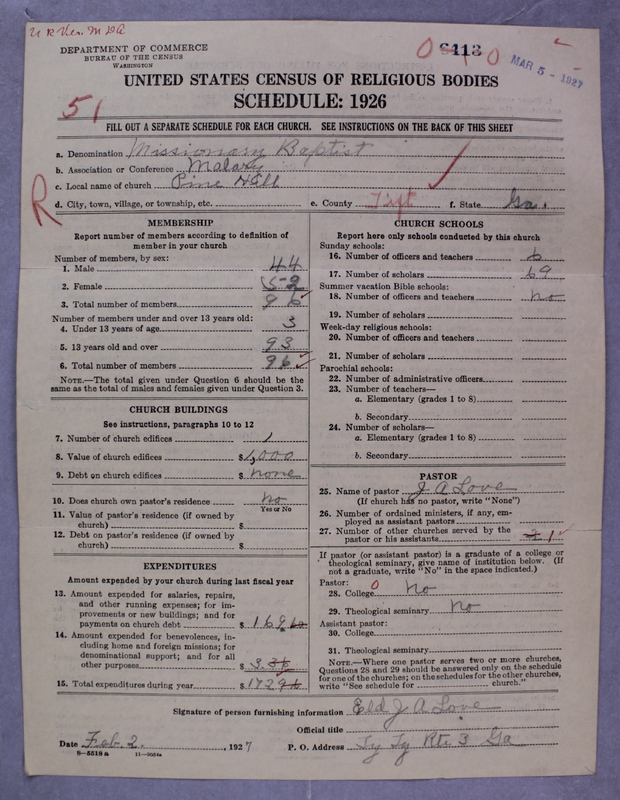 DEPARTMENT OF COMMERCE
BUREAU OF THE CENSUS
WASHINGTON
MAR 5 - 1927
UNITED STATES CENSUS OF RELIGIOUS BODIES
SCHEDULE: 1926
51
FILL OUT A SEPARATE SCHEDULE FOR EACH CHURCH. SEE INSTRUCTIONS ON THE BACK OF THIS SHEET
a. Denomination Missionary Baptist
b. Association or Conference Malary
c. Local name of church Pine Hill
R
d. City, town, village, or township, etc. e. County Tift f. State Ga.
MEMBERSHIP
Report number of members according to definition of member in your church
Number of members, by sex:
1. Male 44
2. Female 52
3. Total number of members 96
Number of members under and over 13 years old:
4. Under 13 years of age 3
5. 13 years old and over 93
6. Total number of members 96
NOTE.—The total given under Question 6 should be the same as the total of males and females given under Question 3.
CHURCH BUILDINGS
See instructions, paragraphs 10 to 12
7. Number of church edifices 1
8. Value of church edifices $1,000
9. Debt on church edifices $ none
10. Does church own pastor's residence No
Yes or No
11. Value of pastor's residence (if owned by church) $
12. Debt on pastor's residence (if owned by church) $
EXPENDITURES
Amount expended by your church during last fiscal year
13. Amount expended for salaries, repairs, and other running expenses; for improvements or new buildings; and for payments on church debt $ 169
14. Amount expended for benevolences, including home and foreign missions; for denominational support; and for all other purposes $ 3
15. Total expenditures during year $ 172
CHURCH SCHOOLS
Report here only schools conducted by this church
Sunday schools:
16. Number of officers and teachers 6
17. Number of scholars 69
Summer vacation Bible schools:
18. Number of officers and teachers no
19. Number of scholars
Week-day religious schools:
20. Number of officers and teachers
21. Number of scholars
Parochial schools:
22. Number of administrative officers
23. Number of teachers—
a. Elementary (grades 1 to 8)
b. Secondary
24. Number of scholars—
a. Elementary (grades 1 to 8)
b. Secondary
PASTOR
25. Name of pastor J A Love
(If church has no pastor, write "None")
26. Number of ordained ministers, if any, employed as assistant pastors
27. Number of other churches served by the pastor or his assistants 1
If pastor (or assistant pastor) is a graduate of a college or theological seminary, give name of institution below. (If not a graduate, write "No" in the space indicated.)
Pastor:
28. College 0 No
29. Theological seminary No
Assistant pastor:
30. College
31. Theological seminary
NOTE.—Where one pastor serves two or more churches, Questions 28 and 29 should be answered only on the schedule for one of the churches; on the schedules for the other churches, write "See schedule for church."
Signature of person furnishing information Eld J A Love
Official title
Date Feb 2, 1927 P. O. Address Ty Ty Rte 3 Ga
8-5518a 11-9054a